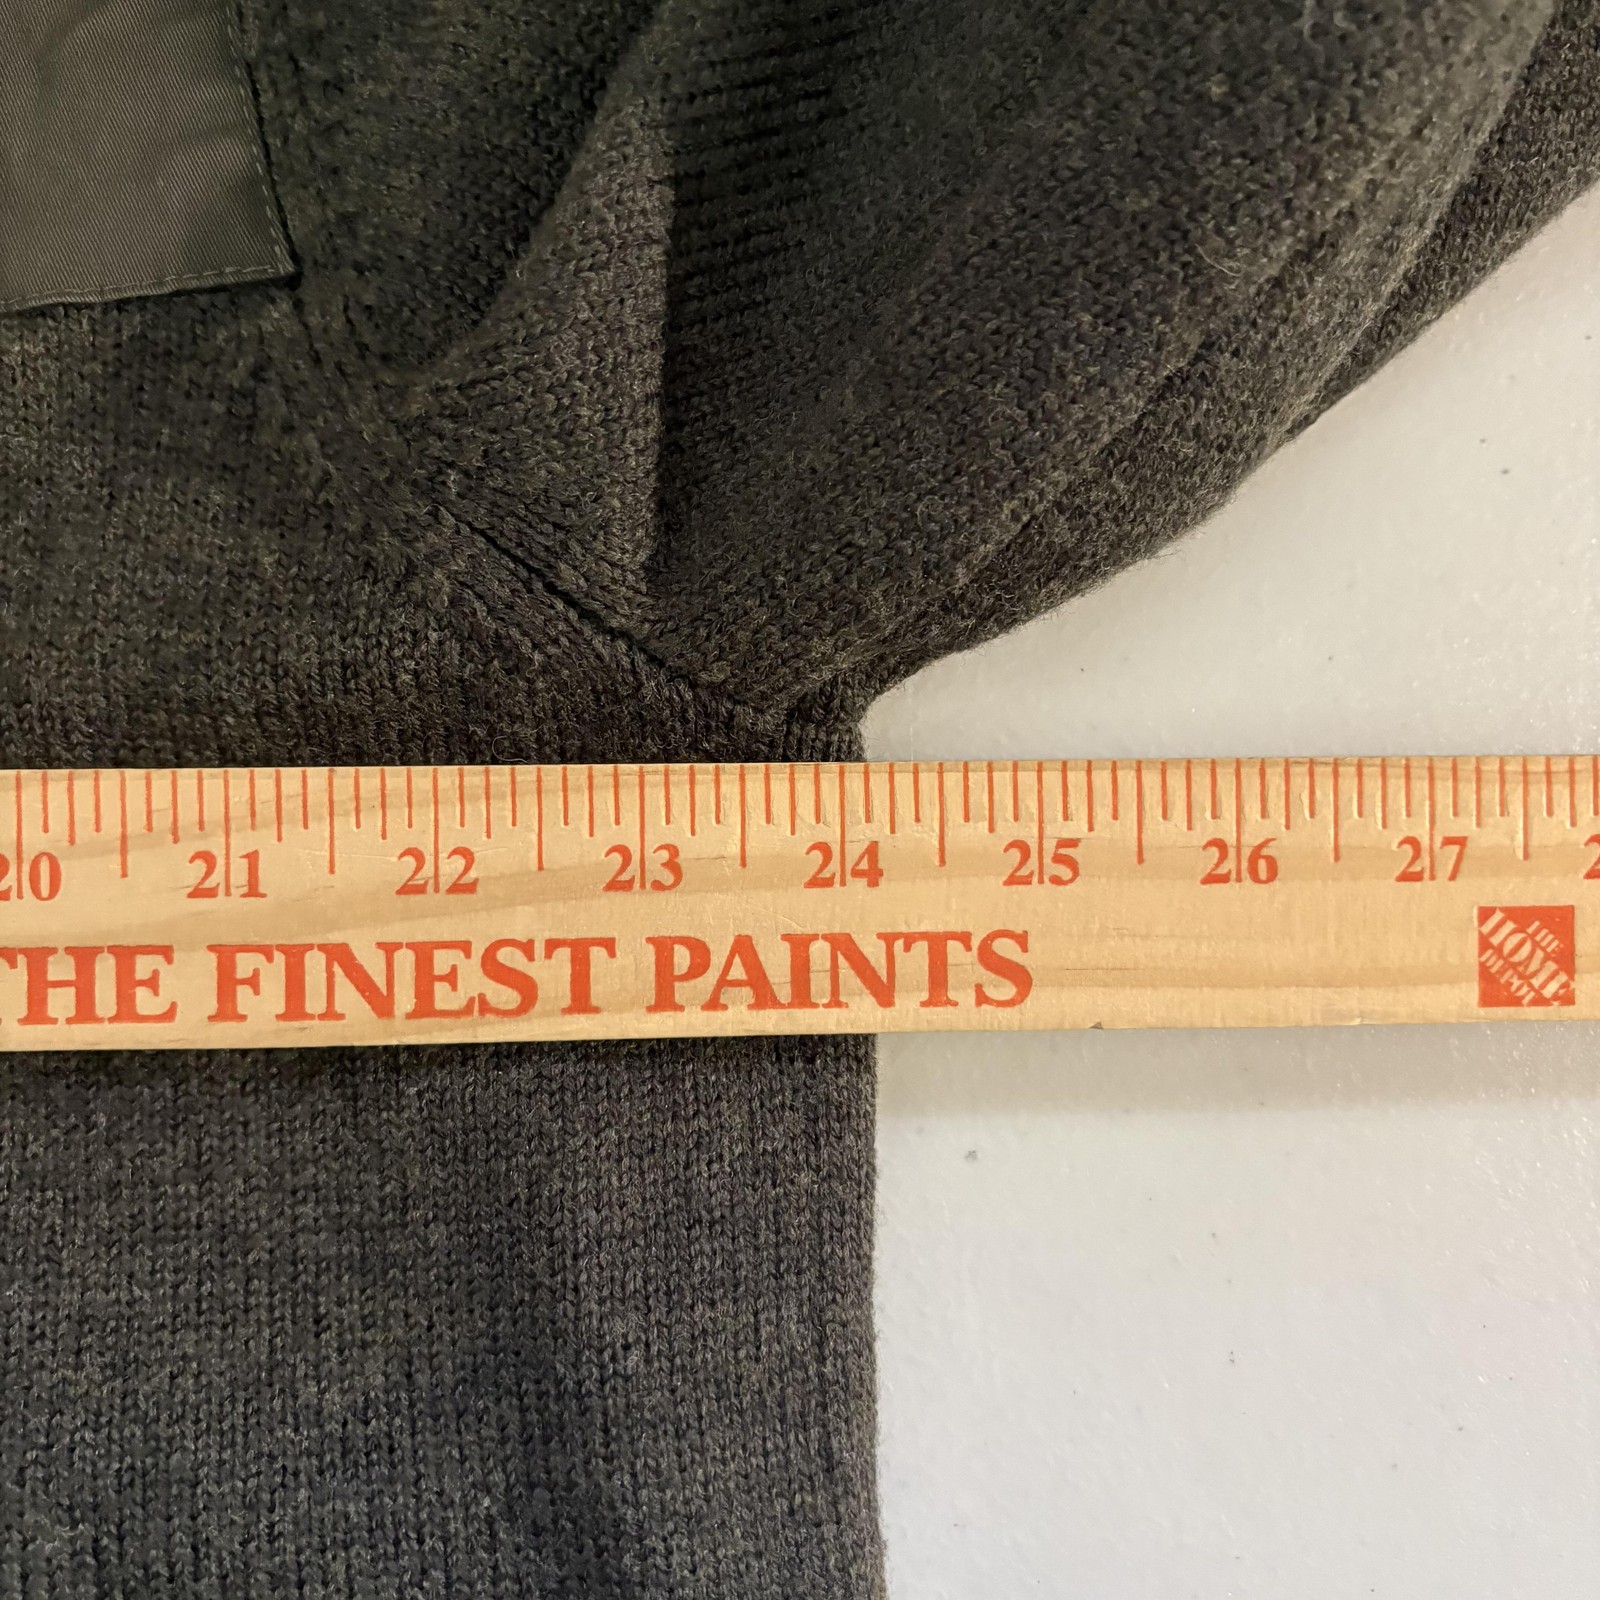 20 21 22 23 24 25 26 27
THE FINEST PAINTS
THE HOME DEPOT